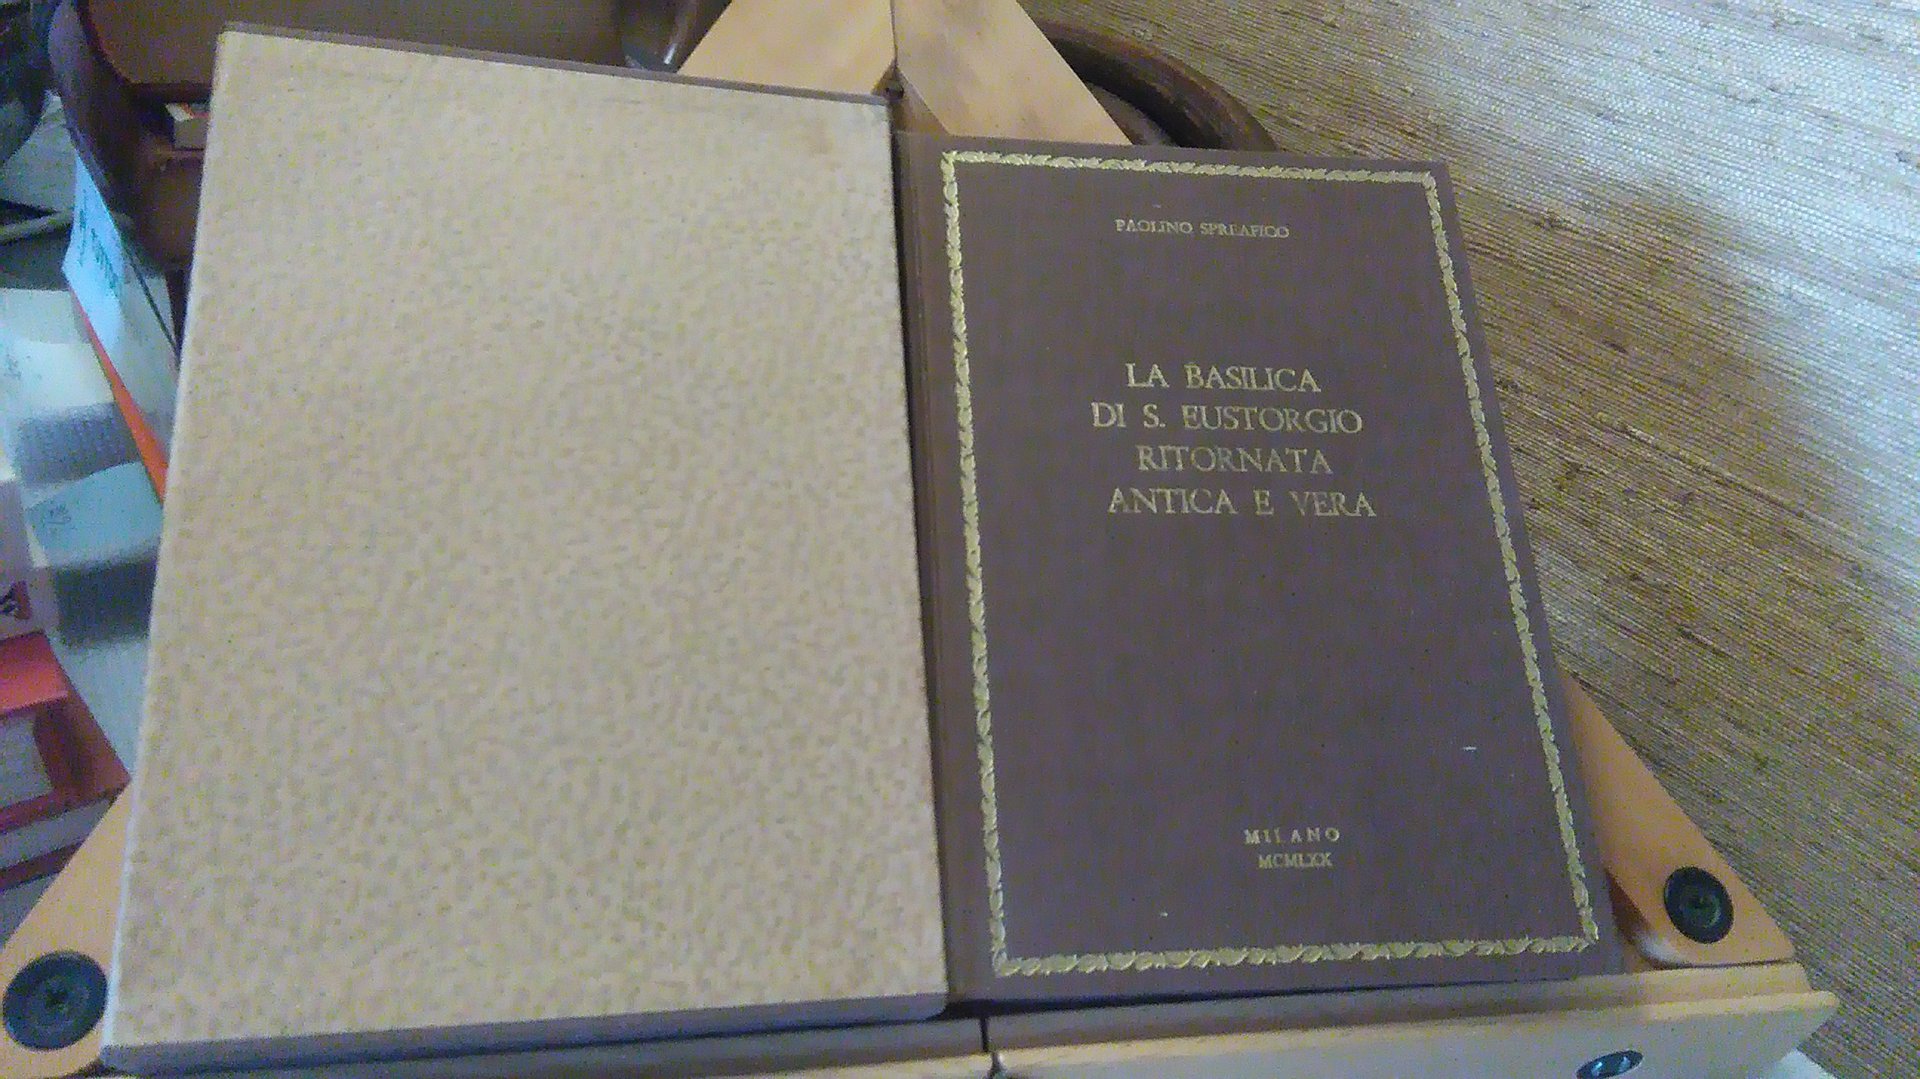 PAOLINO SPREAFICO
LA BASILICA
DI S. EUSTORGIO
RITORNATA
ANTICA E VERA
MILANO
MCMLXX